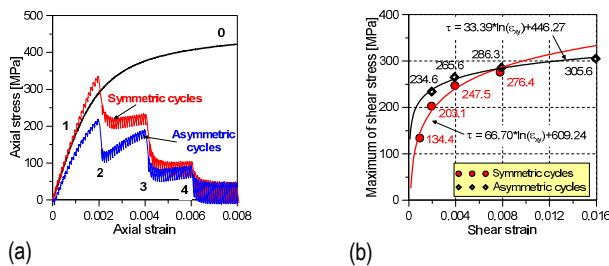 (a)
Axial stress [MPa]
500
400
300
200
100
0
0
1
Symmetric cycles
Asymmetric
cycles
2
3
4
0
0.002
0.004
0.006
0.008
Axial strain
(b)
Maximum of shear stress [MPa]
400
300
200
100
0
τ = 33.39*ln(εxy)+446.27
286.3
265.6
234.6
305.6
276.4
247.5
203.1
134.4
τ = 66.70*ln(εxy)+609.24
Symmetric cycles
Asymmetric cycles
0
0.004
0.008
0.012
0.016
Shear strain